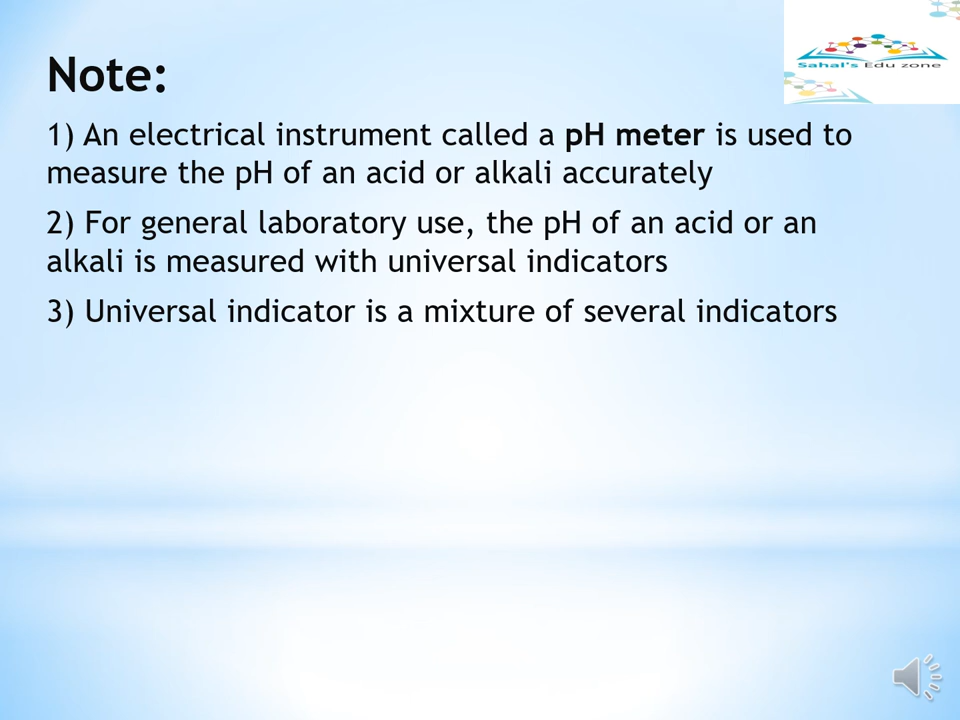 Sahal's Edu zone
Note:
1) An electrical instrument called a pH meter is used to
measure the pH of an acid or alkali accurately
2) For general laboratory use, the pH of an acid or an
alkali is measured with universal indicators
3) Universal indicator is a mixture of several indicators